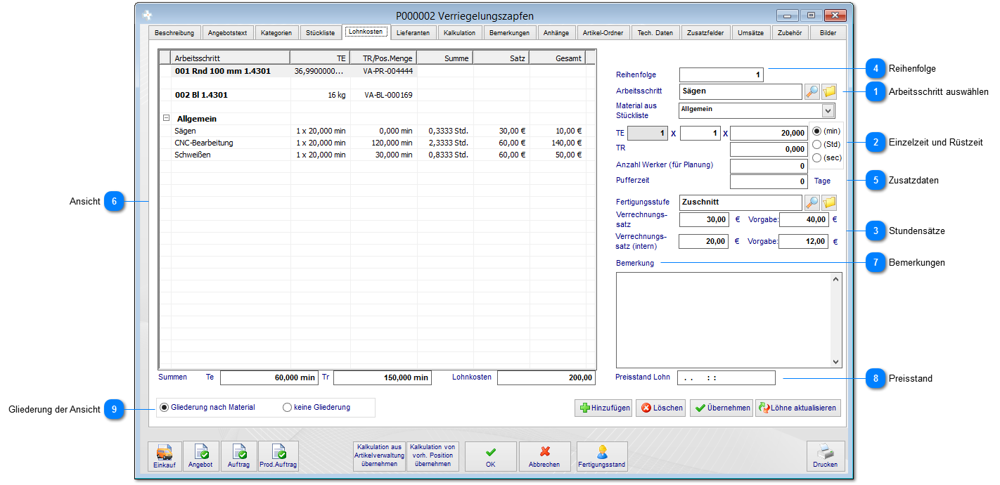 P000002 Verriegelungszapfen
Beschreibung Angebotstext Kategorien Stückliste Lohnkosten Lieferanten Kalkulation Bemerkungen Anhänge Artikel-Ordner Tech. Daten Zusatzfelder Umsätze Zubehör Bilder
Arbeitsschritt TE TR/Pos.Menge Summe Satz Gesamt
001 Rnd 100 mm 1.4301 36,9900000... VA-PR-004444
002 Bl 1.4301 16 kg VA-BL-000169
Allgemein
Sägen 1 x 20,000 min 0,000 min 0,3333 Std. 30,00 € 10,00 €
CNC-Bearbeitung 1 x 20,000 min 120,000 min 2,3333 Std. 60,00 € 140,00 €
Schweißen 1 x 20,000 min 30,000 min 0,8333 Std. 60,00 € 50,00 €
Summen Te 60,000 min Tr 150,000 min Lohnkosten 200,00
Gliederung nach Material keine Gliederung
Reihenfolge 1
Arbeitsschritt Sägen
Material aus
Stückliste
Allgemein
TE 1 X 1 X 20,000 (min)
TR 0,000 (Std)
(sec)
Anzahl Werker (für Planung) 0
Pufferzeit 0 Tage
Fertigungsstufe Zuschnitt
Verrechnungs-
satz
30,00 € Vorgabe: 40,00 €
Verrechnungs-
satz (intern)
20,00 € Vorgabe: 12,00 €
Bemerkung
Preisstand Lohn . . : :
Hinzufügen Löschen Übernehmen Löhne aktualisieren
Einkauf Angebot Auftrag Prod.Auftrag
Kalkulation aus
Artikelverwaltung
übernehmen
Kalkulation von
vorh. Position
übernehmen
OK Abbrechen Fertigungsstand Drucken
4 Reihenfolge
1 Arbeitsschritt auswählen
2 Einzelzeit und Rüstzeit
5 Zusatzdaten
3 Stundensätze
7 Bemerkungen
8 Preisstand
Ansicht 6
Gliederung der Ansicht 9